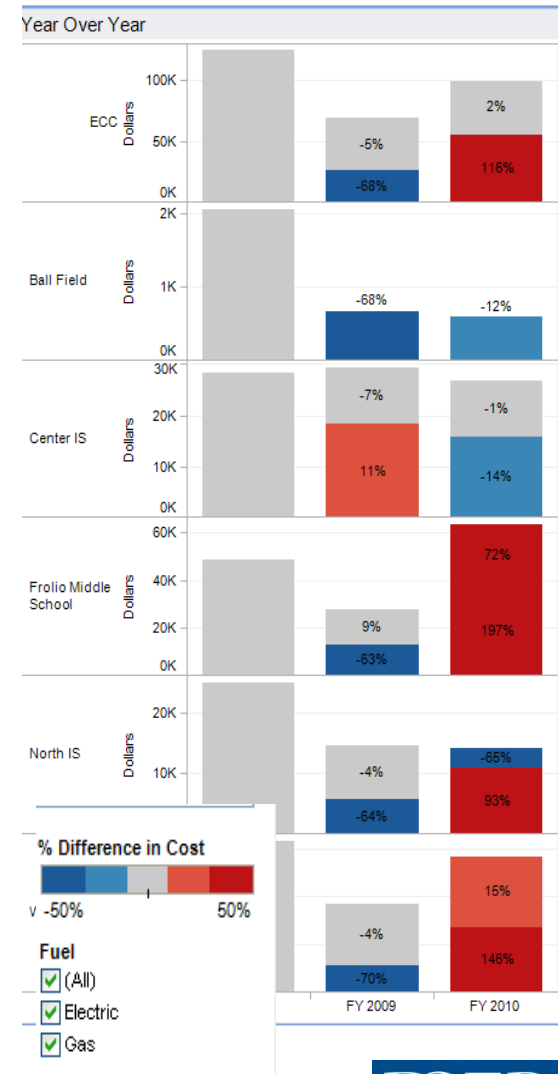 Year Over Year
ECC
Dollars
100K
50K
0K
-5%
-68%
2%
116%
Ball Field
Dollars
2K
1K
0K
-68%
-12%
Center IS
Dollars
30K
20K
10K
0K
-7%
11%
-1%
-14%
Frolio Middle
School
Dollars
60K
40K
20K
0K
9%
-63%
72%
197%
North IS
Dollars
20K
10K
-4%
-64%
-65%
93%
-4%
-70%
15%
146%
FY 2009
FY 2010
% Difference in Cost
-50%
50%
Fuel
(All)
Electric
Gas